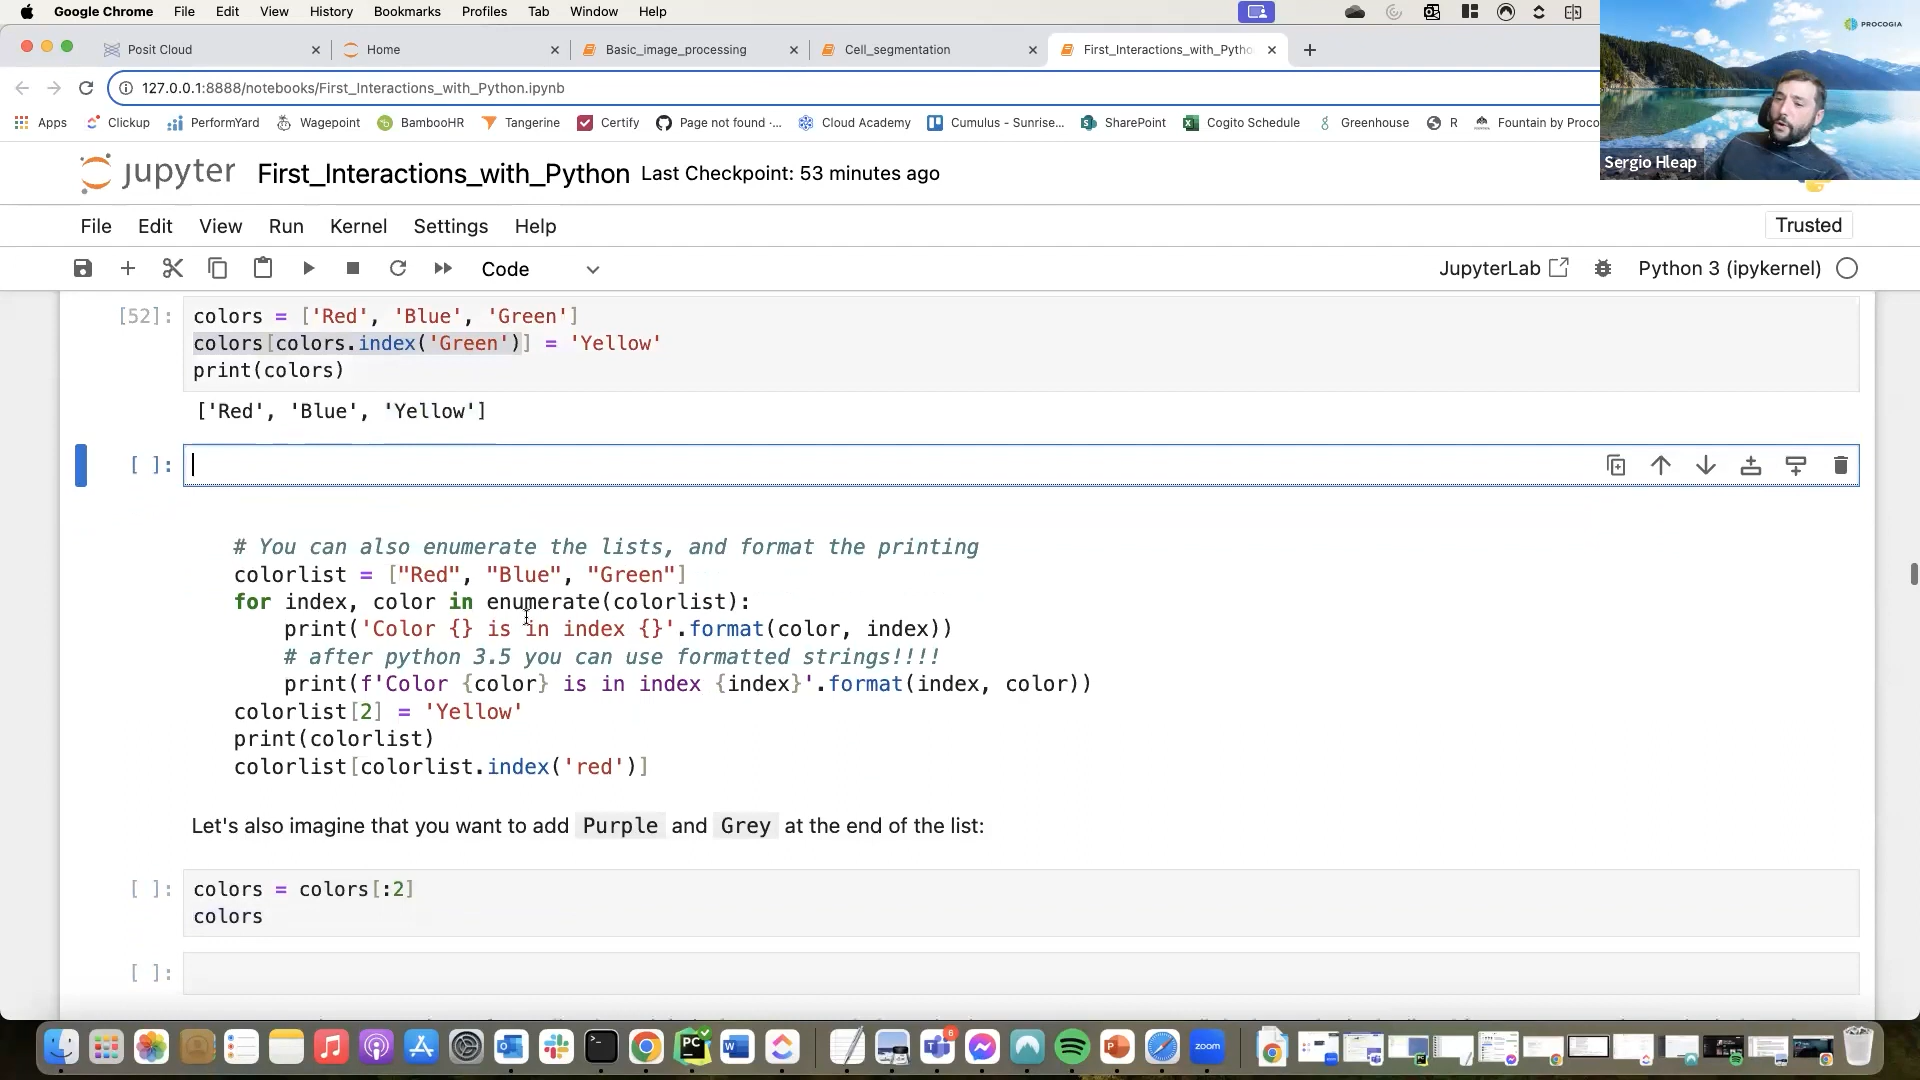 Google Chrome File Edit View History Bookmarks Profiles Tab Window Help
PROCOGIA
Posit Cloud
Home
Basic_image_processing
Cell_segmentation
First_Interactions_with_Pytho
127.0.0.1:8888/notebooks/First_Interactions_with_Python.ipynb
Apps Clickup PerformYard Wagepoint BambooHR Tangerine Certify Page not found ·... Cloud Academy Cumulus - Sunrise... SharePoint Cogito Schedule Greenhouse R Fountain by Proco
Sergio Hleap
jupyter First_Interactions_with_Python Last Checkpoint: 53 minutes ago
File Edit View Run Kernel Settings Help
Trusted
Code
JupyterLab
Python 3 (ipykernel)
[52]: colors = ['Red', 'Blue', 'Green']
colors[colors.index('Green')] = 'Yellow'
print(colors)
['Red', 'Blue', 'Yellow']
[ ]:
# You can also enumerate the lists, and format the printing
colorlist = ["Red", "Blue", "Green"]
for index, color in enumerate(colorlist):
print('Color {} is in index {}'.format(color, index))
# after python 3.5 you can use formatted strings!!!!
print(f'Color {color} is in index {index}'.format(index, color))
colorlist[2] = 'Yellow'
print(colorlist)
colorlist[colorlist.index('red')]
Let's also imagine that you want to add Purple and Grey at the end of the list:
[ ]: colors = colors[:2]
colors
[ ]:
PC
zoom